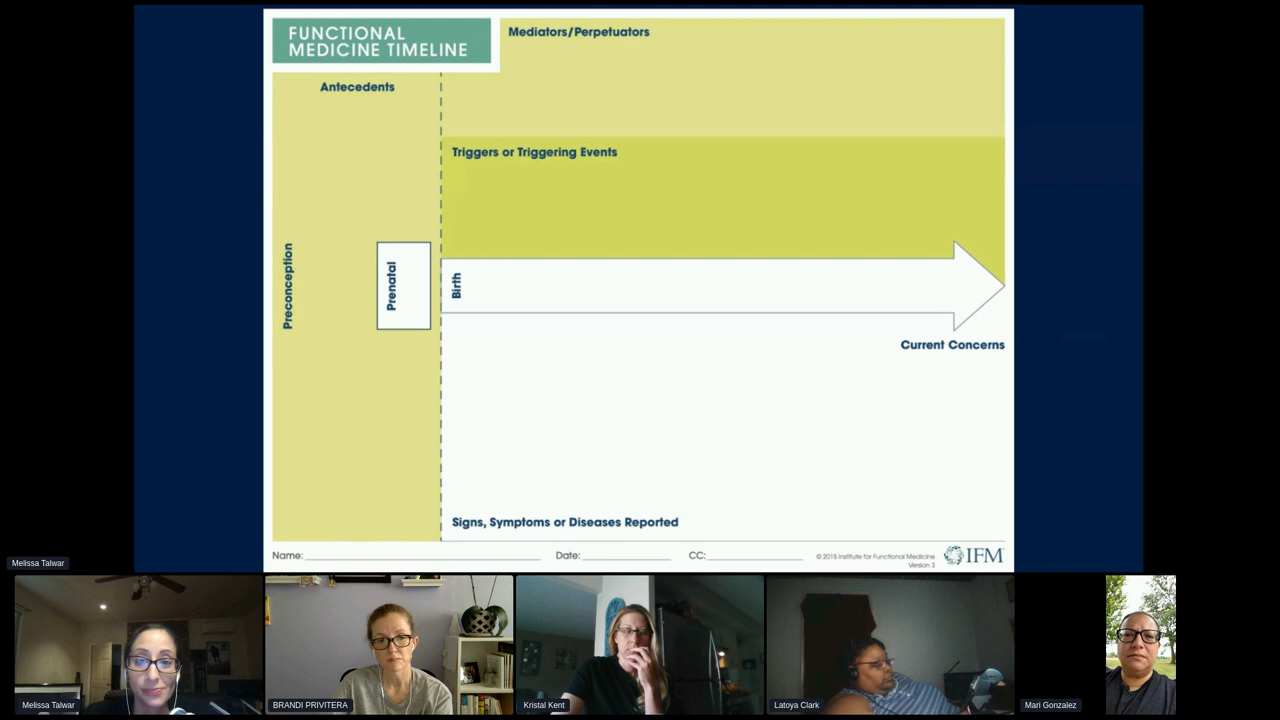 FUNCTIONAL
MEDICINE TIMELINE
Mediators/Perpetuators
Antecedents
Triggers or Triggering Events
Preconception
Prenatal
Birth
Current Concerns
Signs, Symptoms or Diseases Reported
Name:
Date:
CC:
© 2015 Institute for Functional Medicine
Version 3
IFM
Melissa Talwar
Melissa Talwar
BRANDI PRIVITERA
Kristal Kent
Latoya Clark
Mari Gonzalez